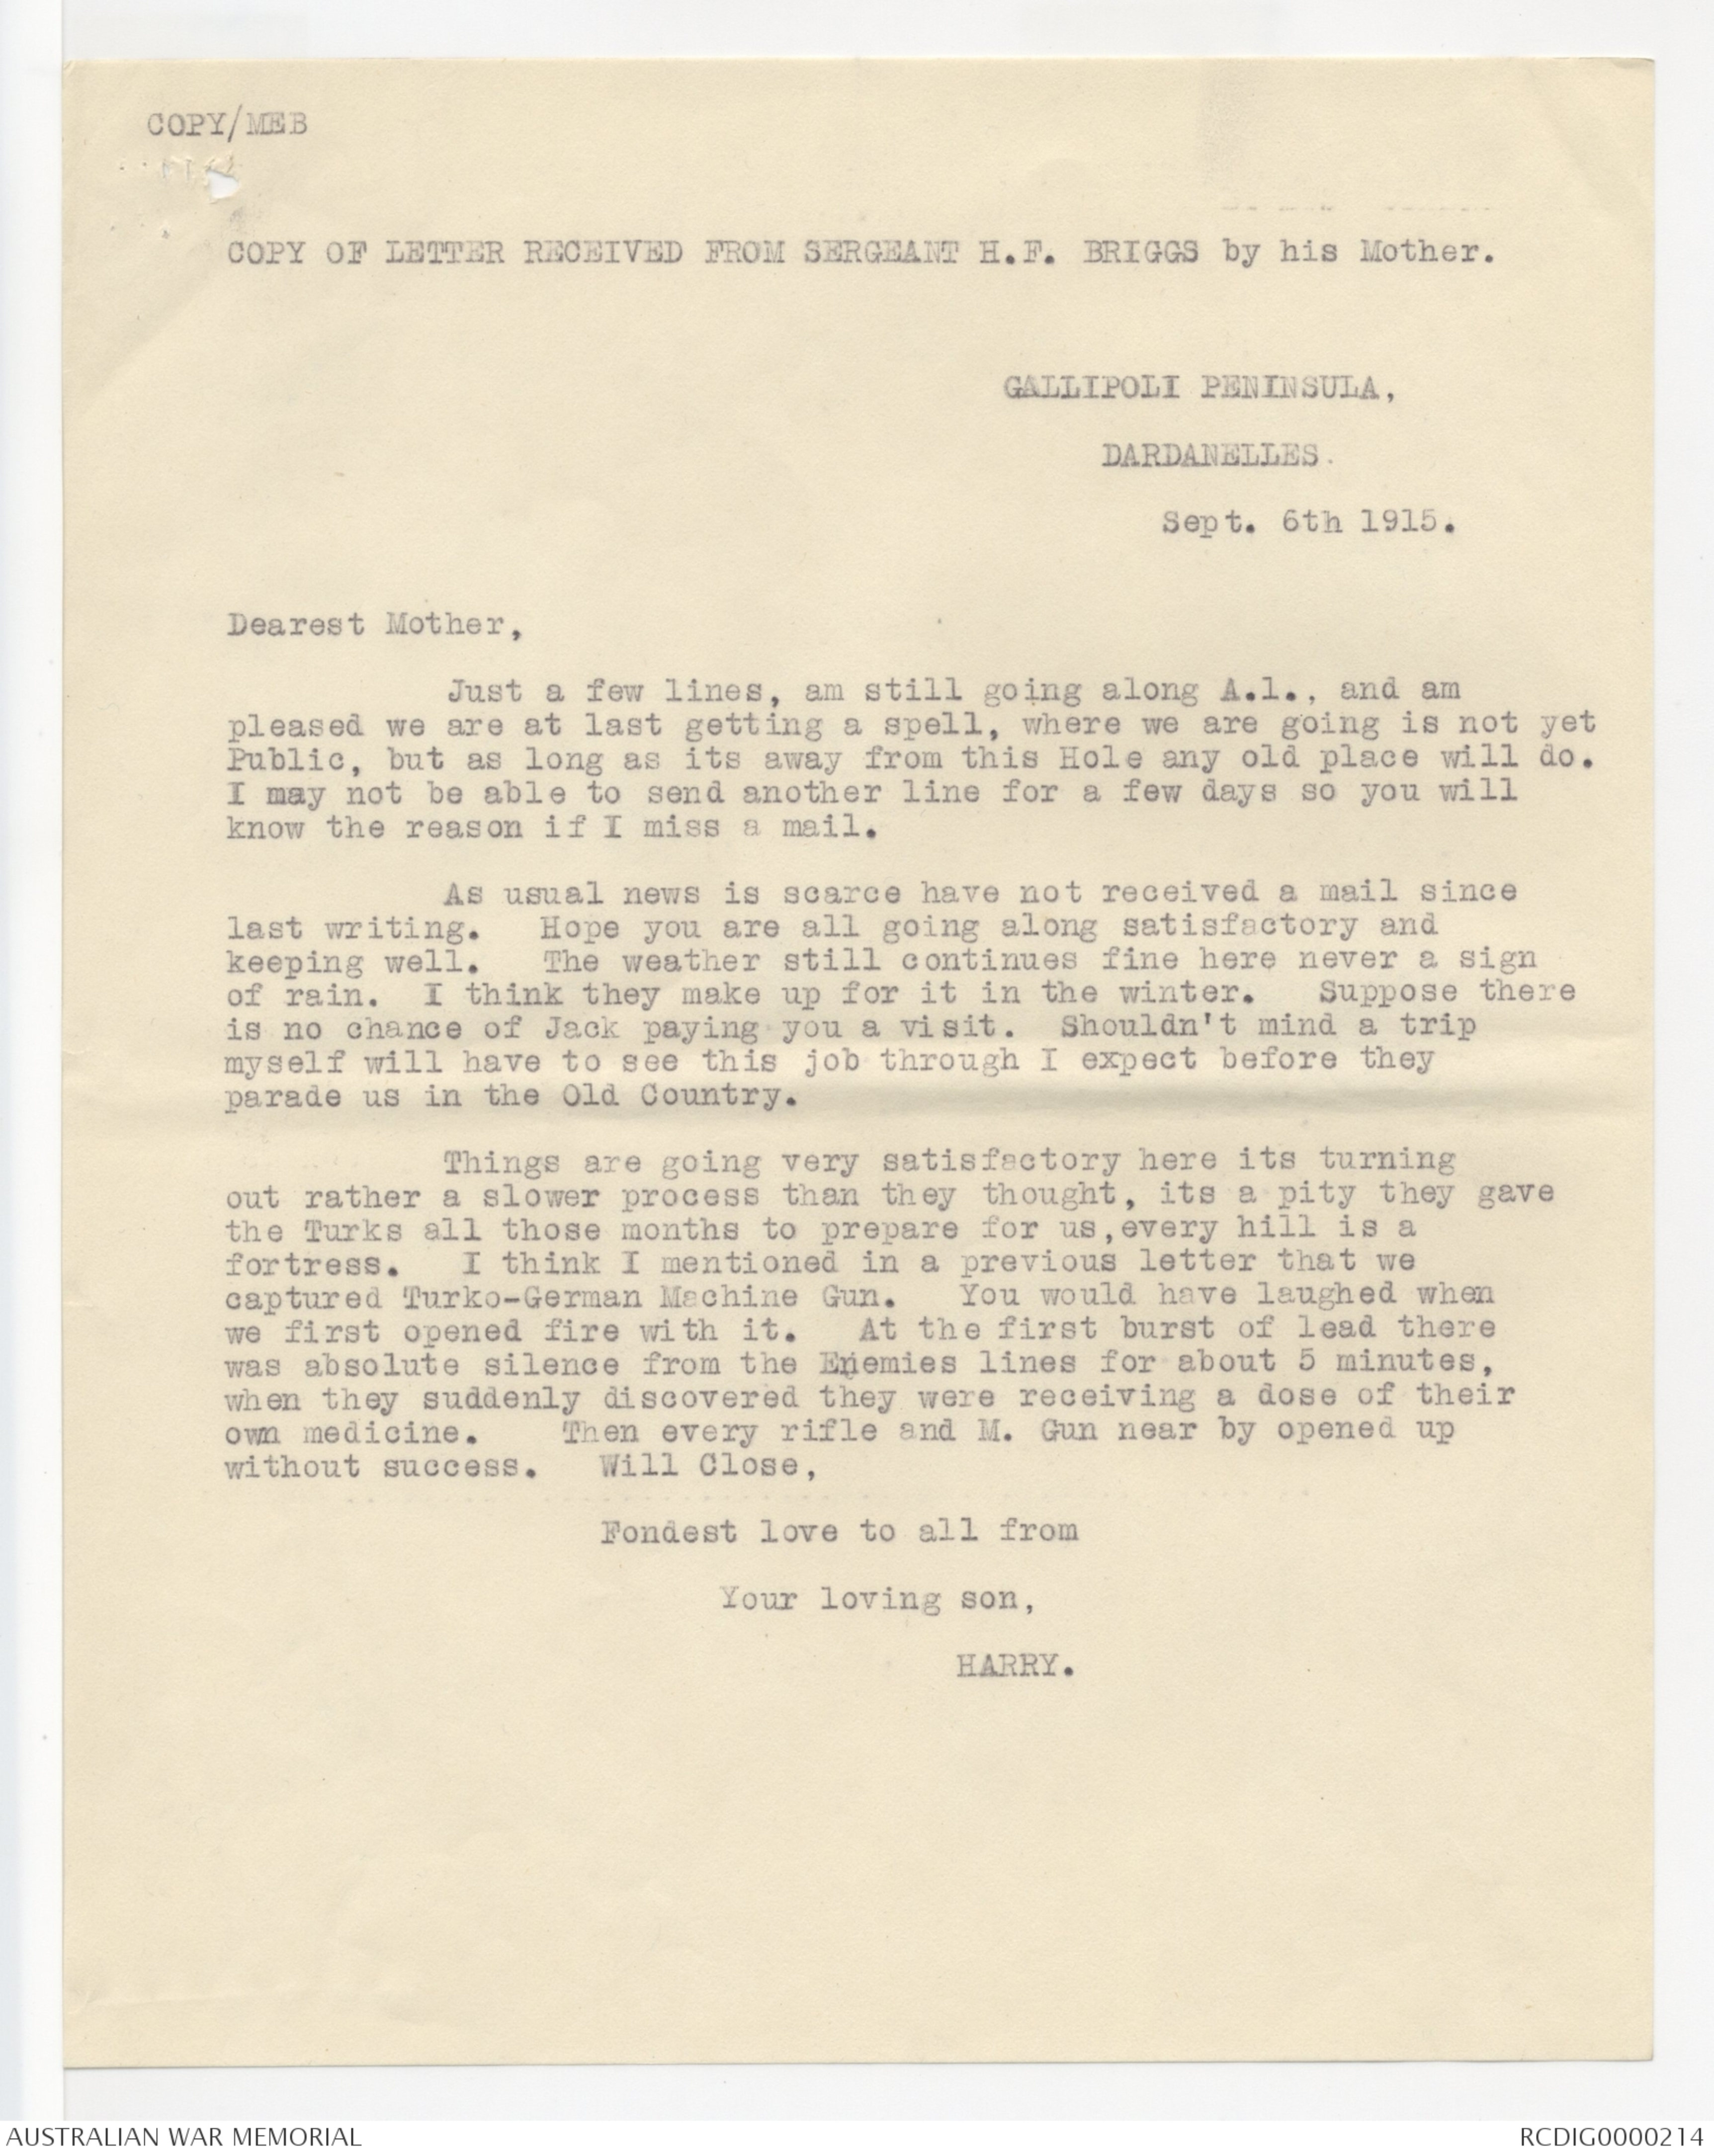 COPY/MEB
COPY OF LETTER RECEIVED FROM SERGEANT H.F. BRIGGS by his Mother.
GALLIPOLI PENINSULA,
DARDANELLES.
Sept. 6th 1915.
Dearest Mother,
Just a few lines, am still going along A.1., and am
pleased we are at last getting a spell, where we are going is not yet
Public, but as long as its away from this Hole any old place will do.
I may not be able to send another line for a few days so you will
know the reason if I miss a mail.
As usual news is scarce have not received a mail since
last writing. Hope you are all going along satisfactory and
keeping well. The weather still continues fine here never a sign
of rain. I think they make up for it in the winter. Suppose there
is no chance of Jack paying you a visit. Shouldn't mind a trip
myself will have to see this job through I expect before they
parade us in the Old Country.
Things are going very satisfactory here its turning
out rather a slower process than they thought, its a pity they gave
the Turks all those months to prepare for us,every hill is a
fortress. I think I mentioned in a previous letter that we
captured Turko-German Machine Gun. You would have laughed when
we first opened fire with it. At the first burst of lead there
was absolute silence from the Enemies lines for about 5 minutes,
when they suddenly discovered they were receiving a dose of their
own medicine. Then every rifle and M. Gun near by opened up
without success. Will Close,
Fondest love to all from
Your loving son,
HARRY.
AUSTRALIAN WAR MEMORIAL
RCDIG0000214